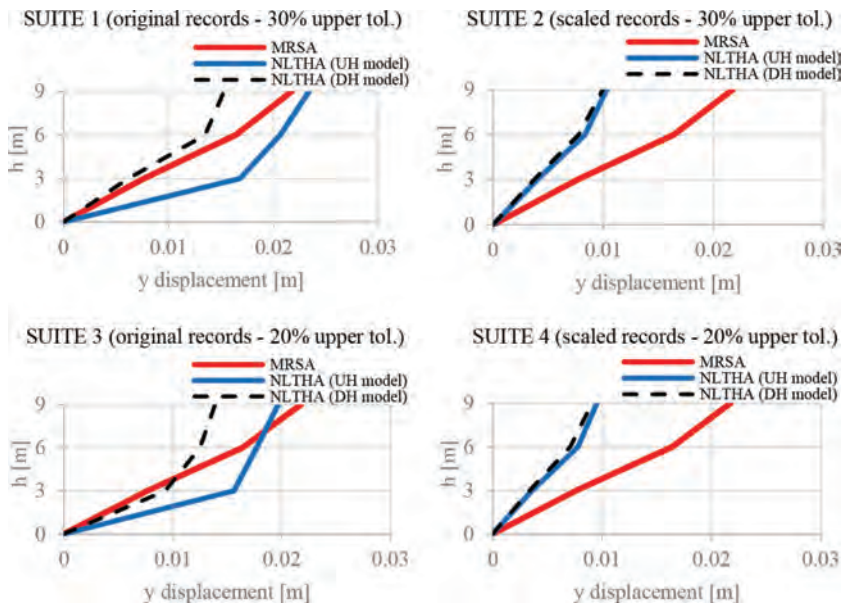 SUITE 1 (original records - 30% upper tol.)
MRSA
NLTHA (UH model)
NLTHA (DH model)
9
6
3
0
h [m]
0
0.01
0.02
0.03
y displacement [m]
SUITE 2 (scaled records - 30% upper tol.)
MRSA
NLTHA (UH model)
NLTHA (DH model)
9
6
3
0
h [m]
0
0.01
0.02
0.03
y displacement [m]
SUITE 3 (original records - 20% upper tol.)
MRSA
NLTHA (UH model)
NLTHA (DH model)
9
6
3
0
h [m]
0
0.01
0.02
0.03
y displacement [m]
SUITE 4 (scaled records - 20% upper tol.)
MRSA
NLTHA (UH model)
NLTHA (DH model)
9
6
3
0
h [m]
0
0.01
0.02
0.03
y displacement [m]